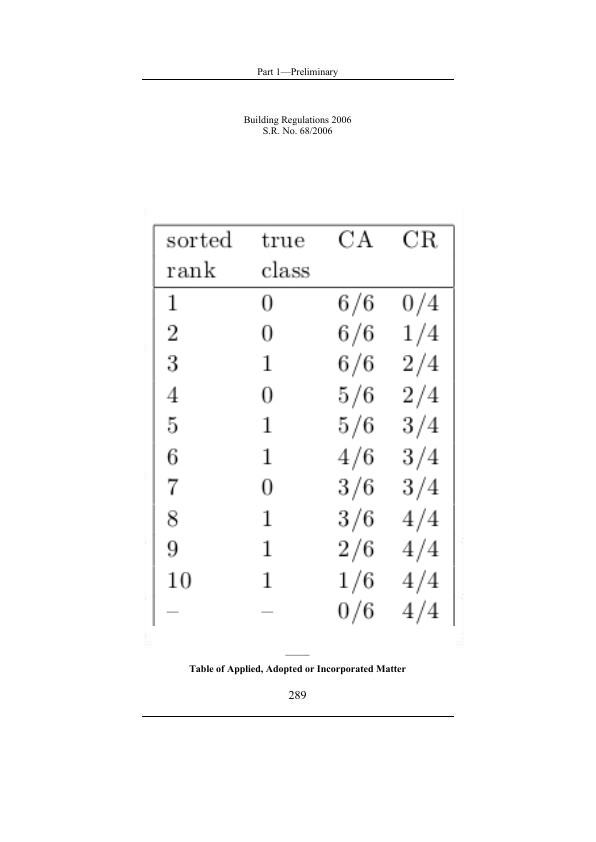 Part 1—Preliminary
Building Regulations 2006
S.R. No. 68/2006
sorted true CA CR
rank class
1 0 6/6 0/4
2 0 6/6 1/4
3 1 6/6 2/4
4 0 5/6 2/4
5 1 5/6 3/4
6 1 4/6 3/4
7 0 3/6 3/4
8 1 3/6 4/4
9 1 2/6 4/4
10 1 1/6 4/4
– – 0/6 4/4
Table of Applied, Adopted or Incorporated Matter
289